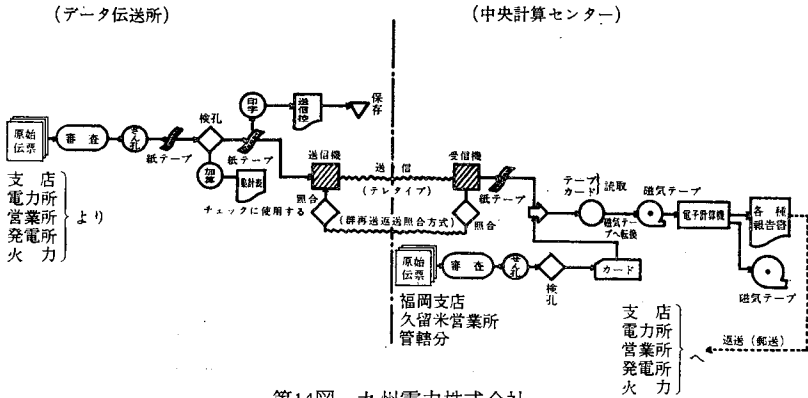 (データ伝送所)
(中央計算センター)
原始
伝票
審査
せん孔
紙テープ
検孔
加算
集計表
チェックに使用する
紙テープ
印字
送信控
保存
送信機
照合
送信
(テレタイプ)
(群再送返送照合方式)
受信機
照合
紙テープ
テープ
カード
読取
磁気テー
プへ転換
磁気テープ
電子計算機
各種
報告書
磁気テープ
支店
電力所
営業所
発電所
火力
より
原始
伝票
審査
せん孔
検孔
カード
福岡支店
久留米営業所
管轄分
支店
電力所
営業所
発電所
火力
へ
返送(郵送)
第14図 九州電力株式会社